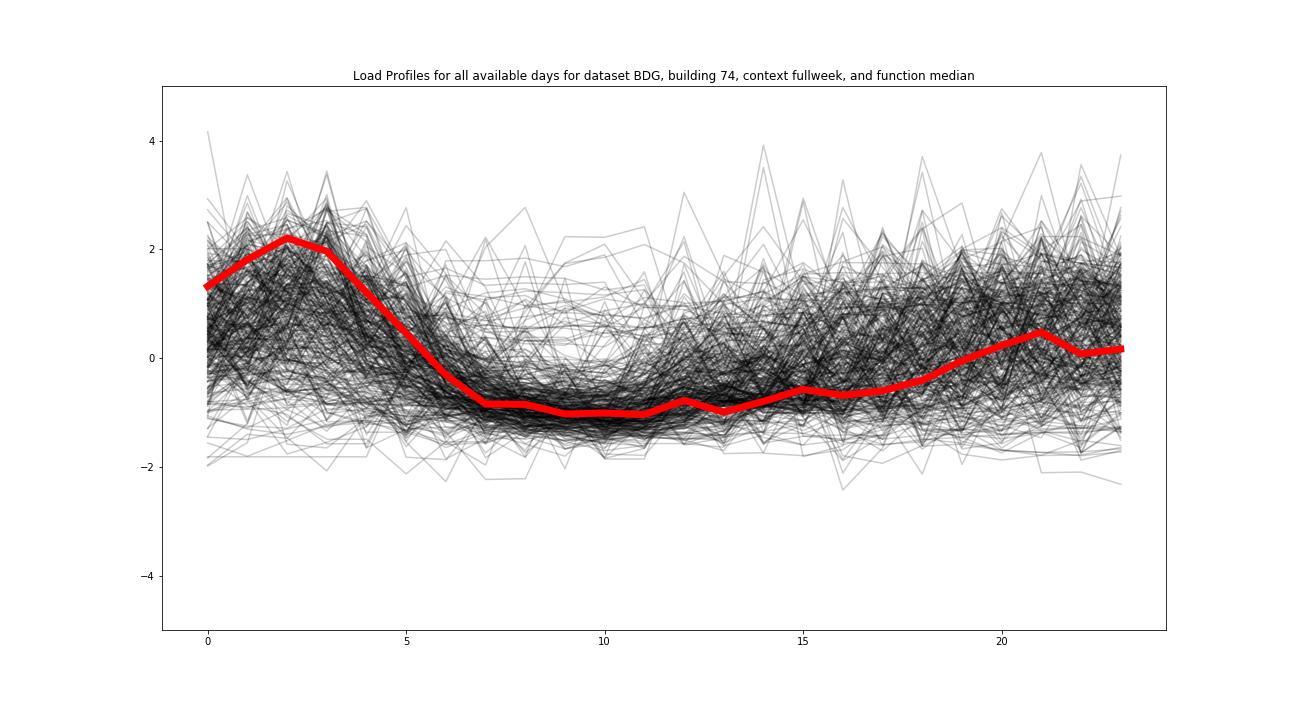 Load Profiles for all available days for dataset BDG, building 74, context fullweek, and function median
4
2
0
−2
−4
0 5 10 15 20